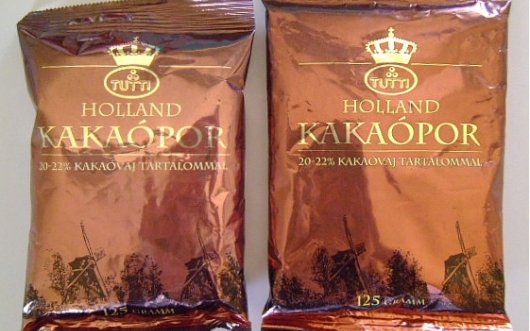 TUTTI
HOLLAND
KAKAÓPOR
20-22% KAKAÓVAJ TARTALOMMAL
125 GRAMM
TUTTI
HOLLAND
KAKAÓPOR
20-22% KAKAÓVAJ TARTALOMMAL
125 GRAMM